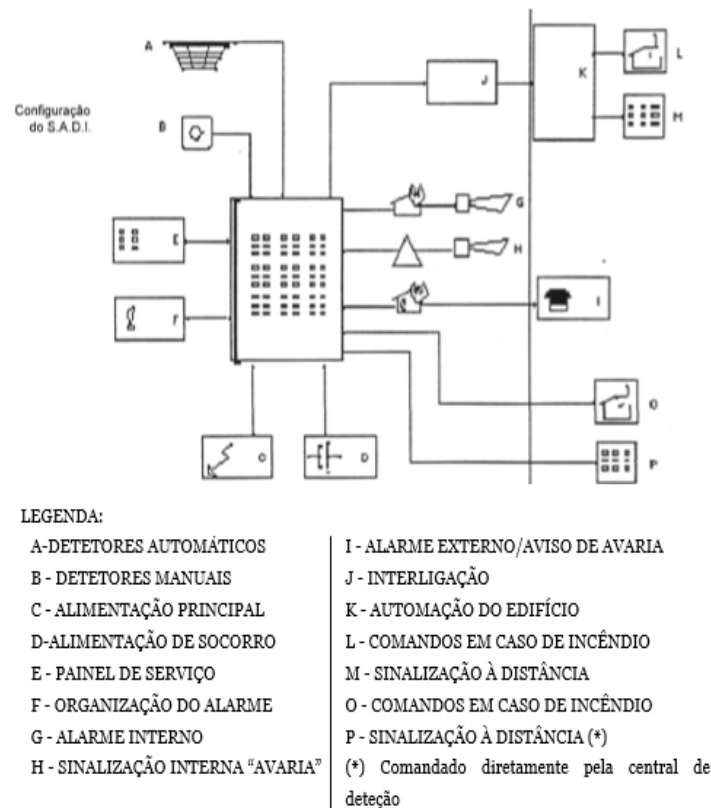 A
Configuração
do S.A.D.I.
B
J
K
L
M
G
E
H
F
I
O
C
D
P
LEGENDA:
A-DETETORES AUTOMÁTICOS
B - DETETORES MANUAIS
C - ALIMENTAÇÃO PRINCIPAL
D-ALIMENTAÇÃO DE SOCORRO
E - PAINEL DE SERVIÇO
F - ORGANIZAÇÃO DO ALARME
G - ALARME INTERNO
H - SINALIZAÇÃO INTERNA “AVARIA”
I - ALARME EXTERNO/AVISO DE AVARIA
J - INTERLIGAÇÃO
K - AUTOMAÇÃO DO EDIFÍCIO
L - COMANDOS EM CASO DE INCÊNDIO
M - SINALIZAÇÃO À DISTÂNCIA
O - COMANDOS EM CASO DE INCÊNDIO
P - SINALIZAÇÃO À DISTÂNCIA (*)
(*) Comandado diretamente pela central de
deteção